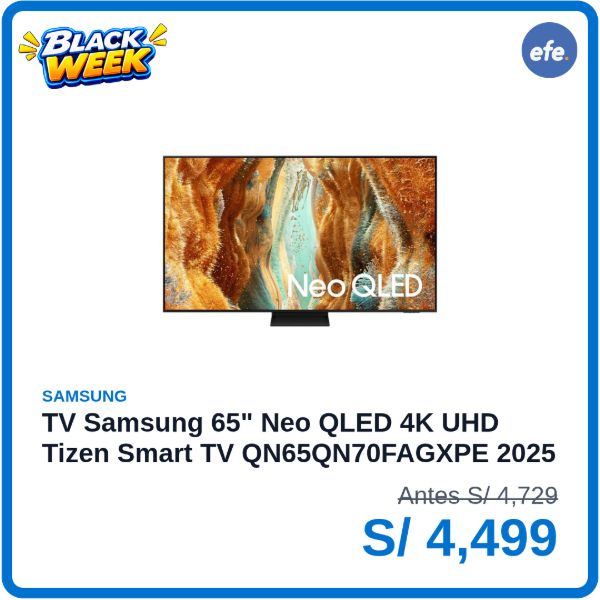 BLACK
WEEK
efe.
Neo QLED
SAMSUNG
TV Samsung 65" Neo QLED 4K UHD
Tizen Smart TV QN65QN70FAGXPE 2025
Antes S/ 4,729
S/ 4,499